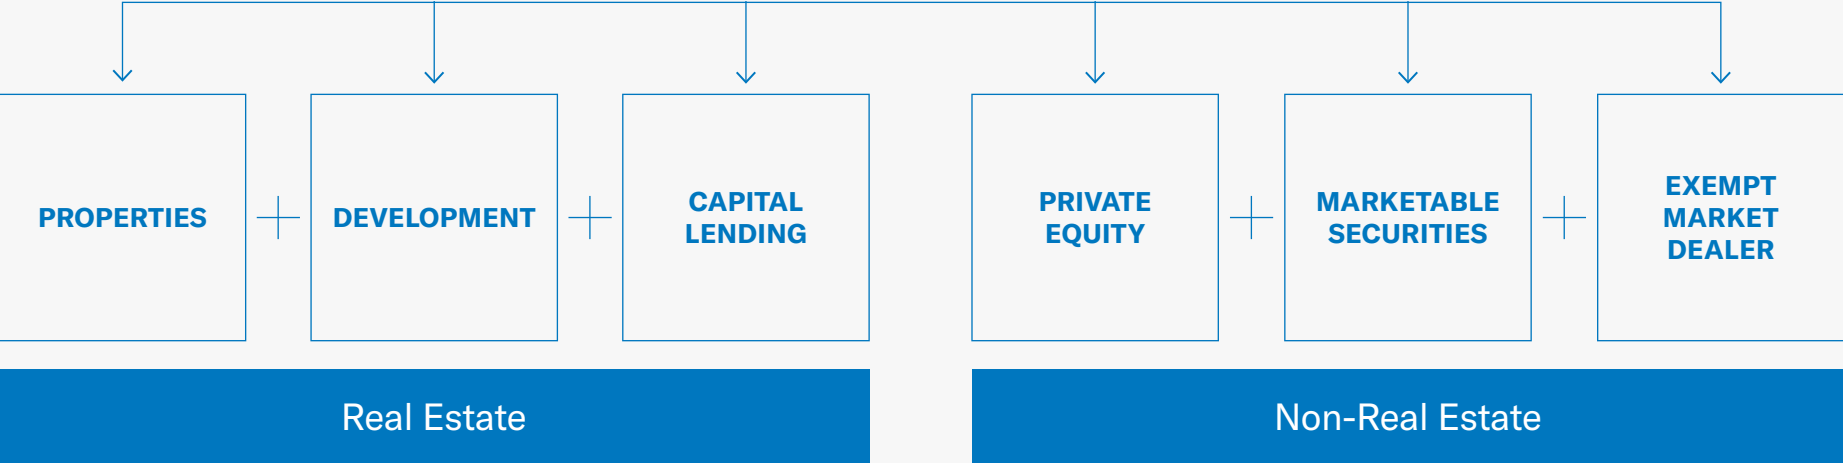 PROPERTIES
DEVELOPMENT
CAPITAL
LENDING
PRIVATE
EQUITY
MARKETABLE
SECURITIES
EXEMPT
MARKET
DEALER
Real Estate
Non-Real Estate